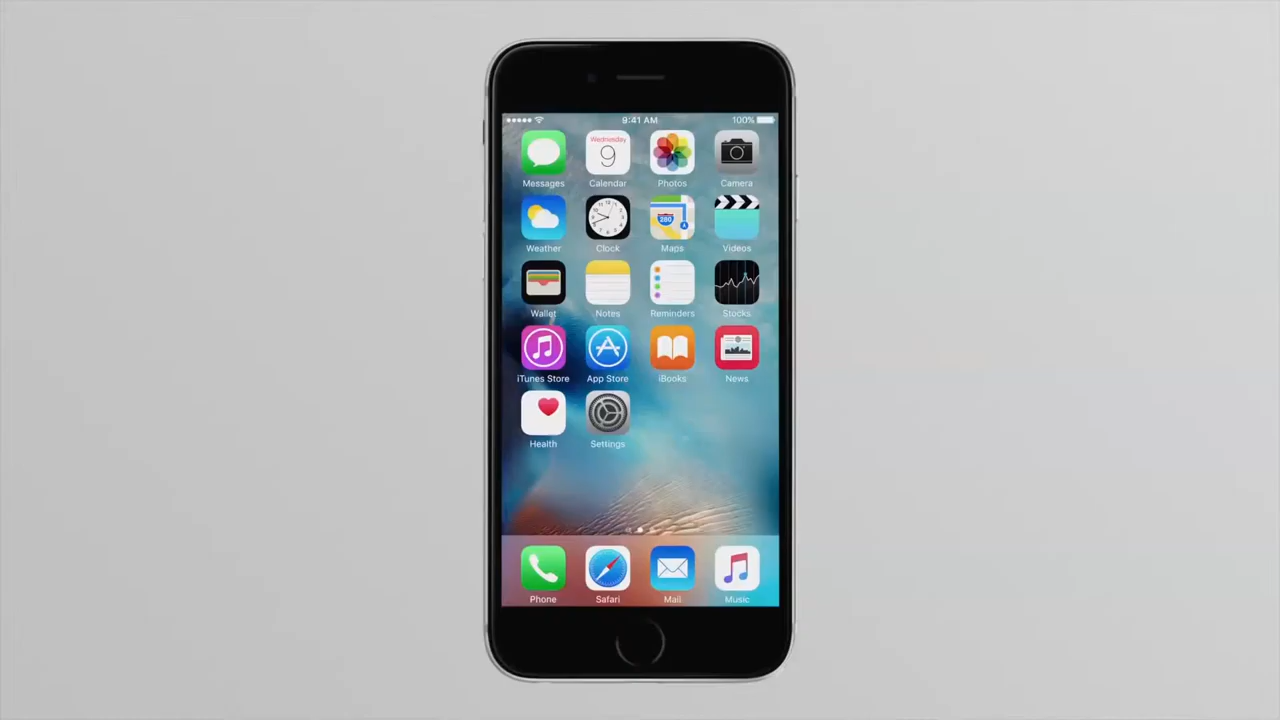 9:41 AM 100%
Wednesday
9
Messages Calendar Photos Camera
280
Weather Clock Maps Videos
Wallet Notes Reminders Stocks
iTunes Store App Store iBooks News
Health Settings
Phone Safari Mail Music